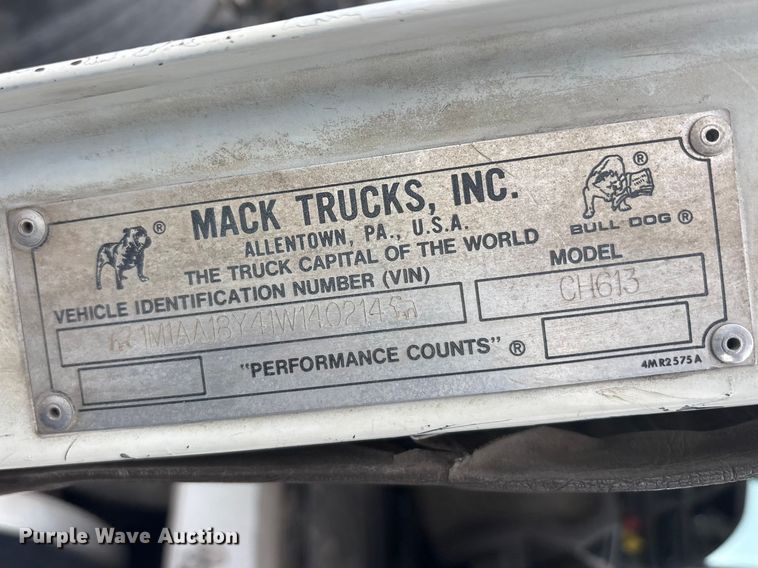 MACK TRUCKS, INC.
ALLENTOWN, PA., U.S.A.
THE TRUCK CAPITAL OF THE WORLD
BULL DOG ®
VEHICLE IDENTIFICATION NUMBER (VIN)
MODEL
1M1AA18Y41W140214
CH613
"PERFORMANCE COUNTS" ®
4MR2575A
Purple Wave Auction